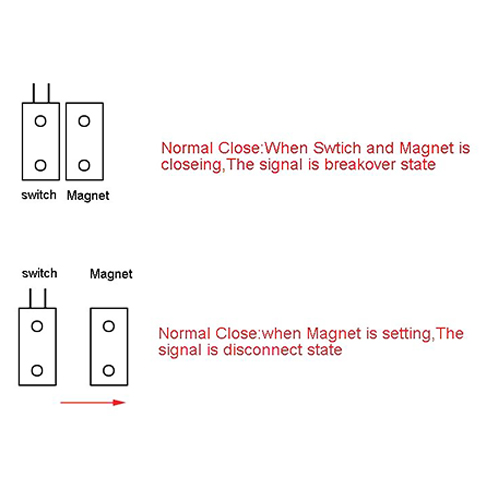 Normal Close:When Swtich and Magnet is
closeing,The signal is breakover state
switch Magnet
switch Magnet
Normal Close:when Magnet is setting,The
signal is disconnect state